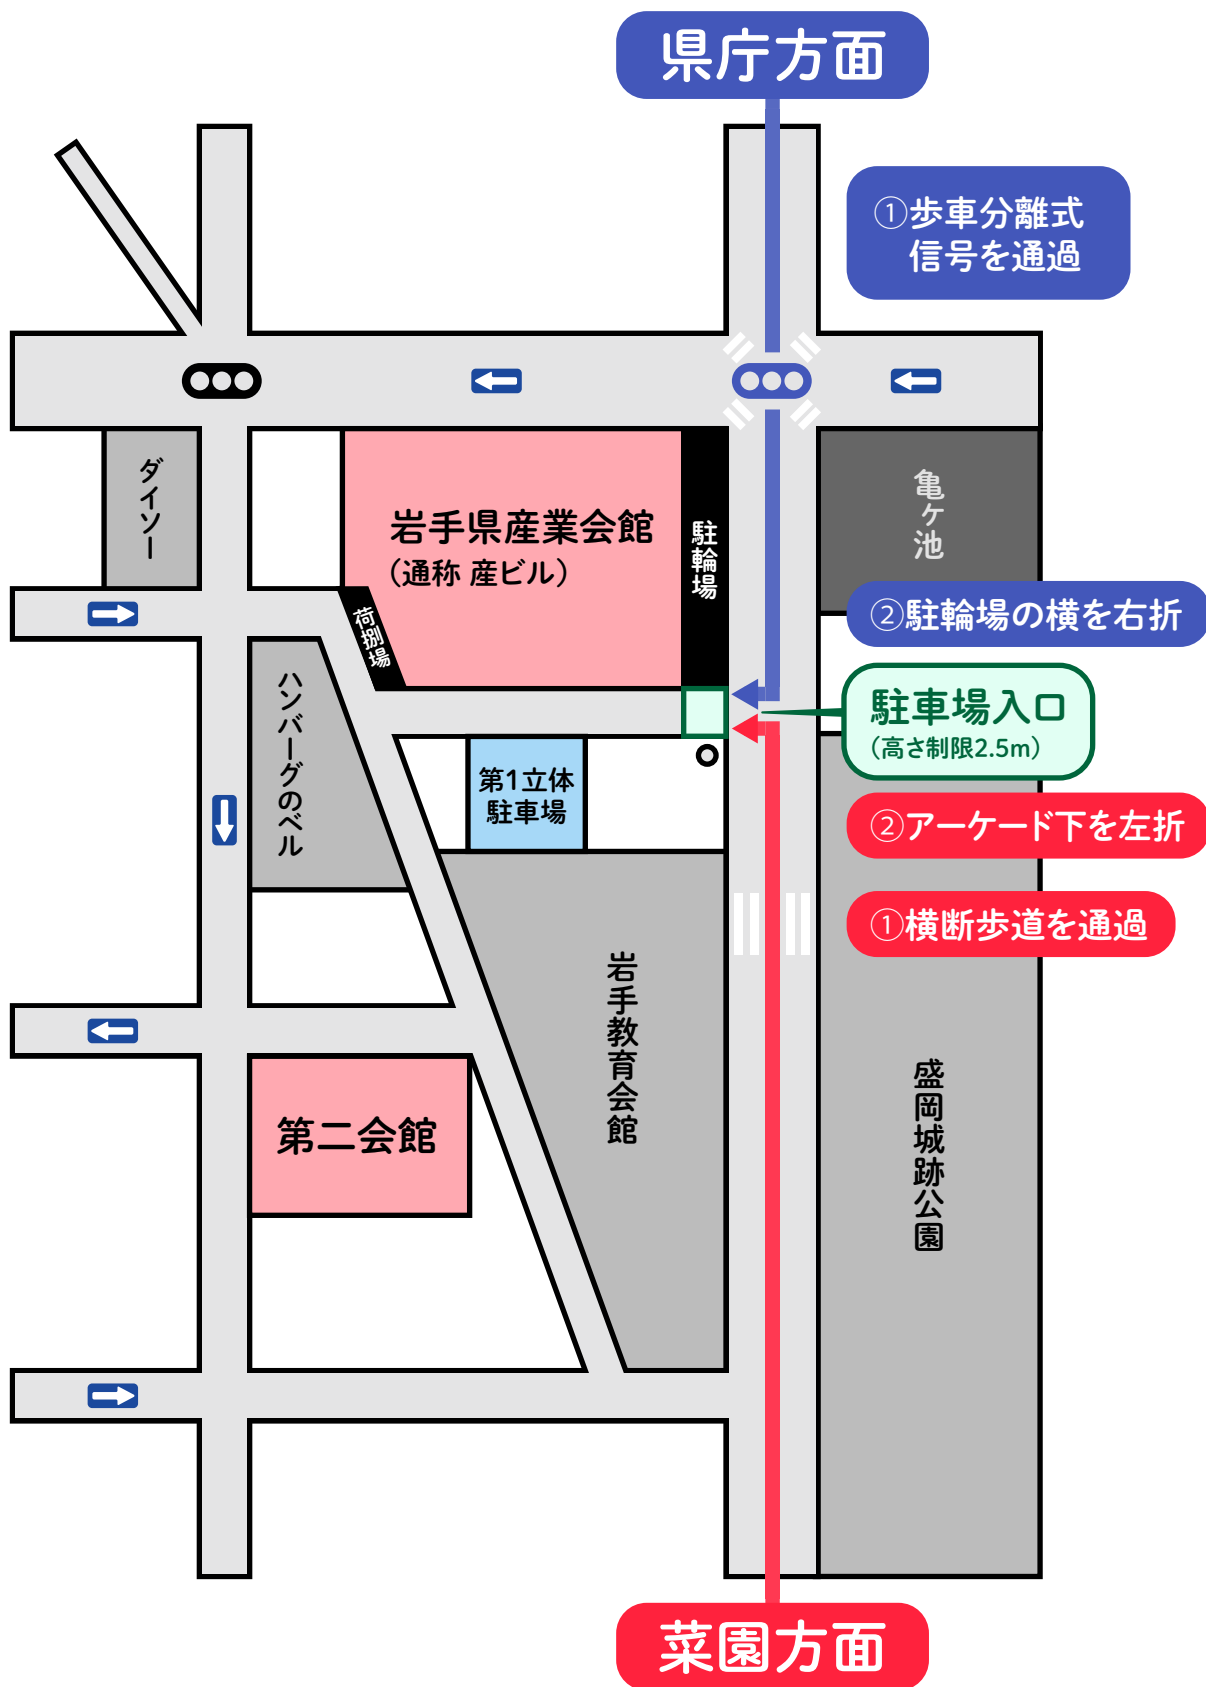 県庁方面
①歩車分離式
信号を通過
ダイソー
岩手県産業会館
（通称 産ビル）
駐輪場
亀ヶ池
荷捌場
②駐輪場の横を右折
ハンバーグのベル
駐車場入口
（高さ制限2.5m）
第1立体
駐車場
②アーケード下を左折
①横断歩道を通過
岩手教育会館
盛岡城跡公園
第二会館
菜園方面